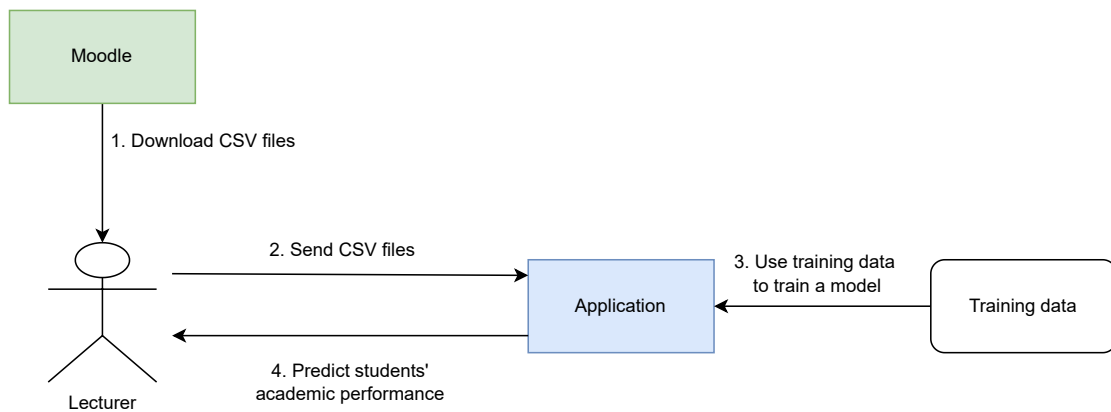 Moodle
1. Download CSV files
2. Send CSV files
3. Use training data
to train a model
Application
Training data
4. Predict students'
academic performance
Lecturer